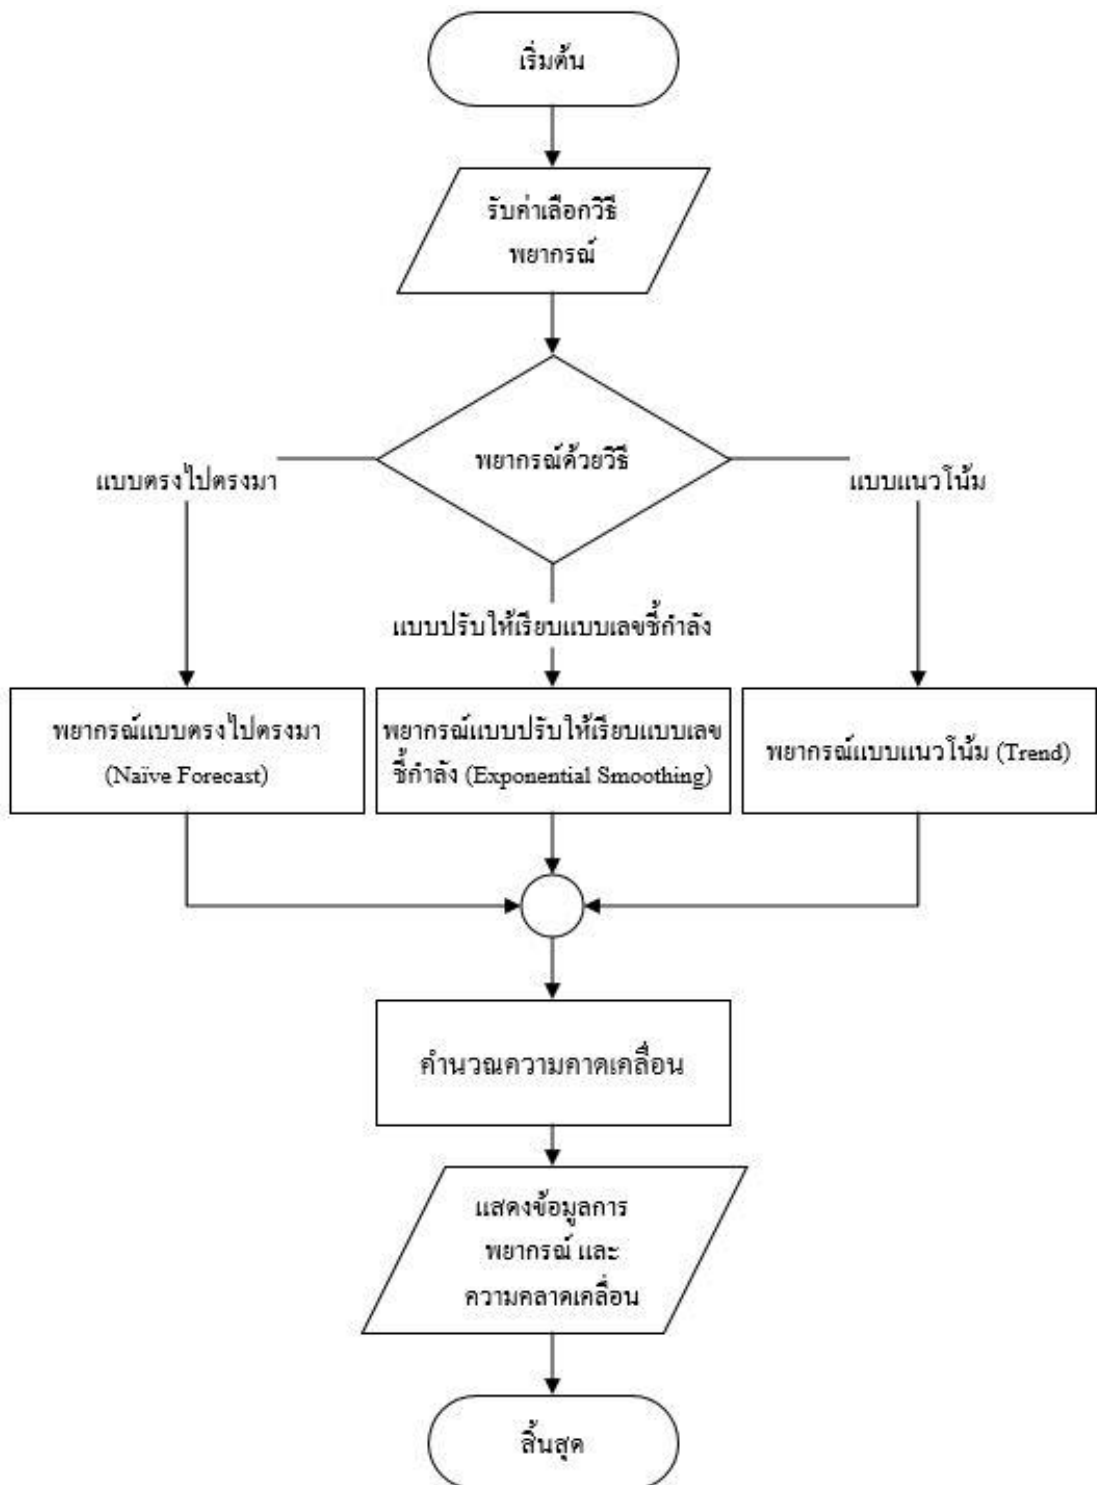 เริ่มต้น
รับค่าเลือกวิธี
พยากรณ์
พยากรณ์ด้วยวิธี
แบบตรงไปตรงมา
แบบแนวโน้ม
แบบปรับให้เรียบแบบเลขชี้กำลัง
พยากรณ์แบบตรงไปตรงมา
(Naïve Forecast)
พยากรณ์แบบปรับให้เรียบแบบเลข
ชี้กำลัง (Exponential Smoothing)
พยากรณ์แบบแนวโน้ม (Trend)
คำนวณความคาดเคลื่อน
แสดงข้อมูลการ
พยากรณ์ และ
ความคลาดเคลื่อน
สิ้นสุด